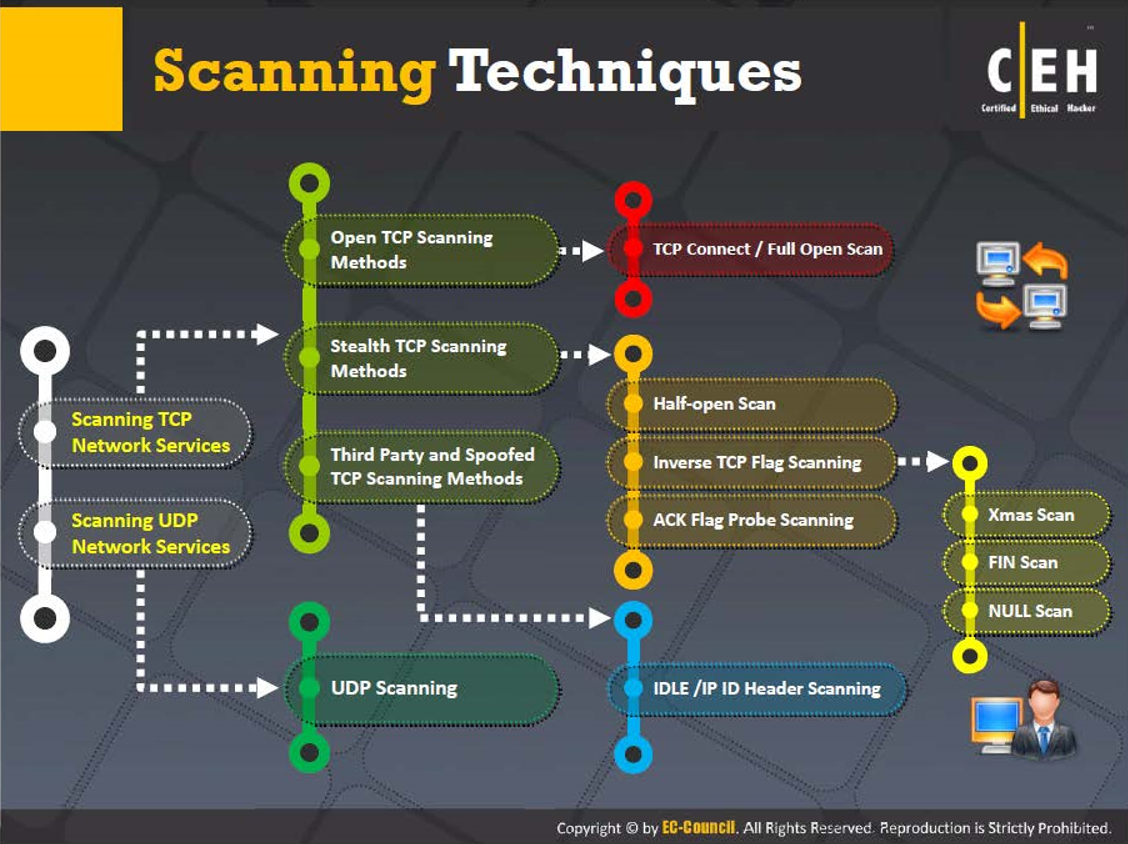 Scanning Techniques
C|EH
Certified Ethical Hacker
Open TCP Scanning
Methods
TCP Connect / Full Open Scan
Stealth TCP Scanning
Methods
Half-open Scan
Scanning TCP
Network Services
Third Party and Spoofed
TCP Scanning Methods
Inverse TCP Flag Scanning
ACK Flag Probe Scanning
Xmas Scan
FIN Scan
NULL Scan
Scanning UDP
Network Services
UDP Scanning
IDLE /IP ID Header Scanning
Copyright © by EC-Council. All Rights Reserved. Reproduction is Strictly Prohibited.